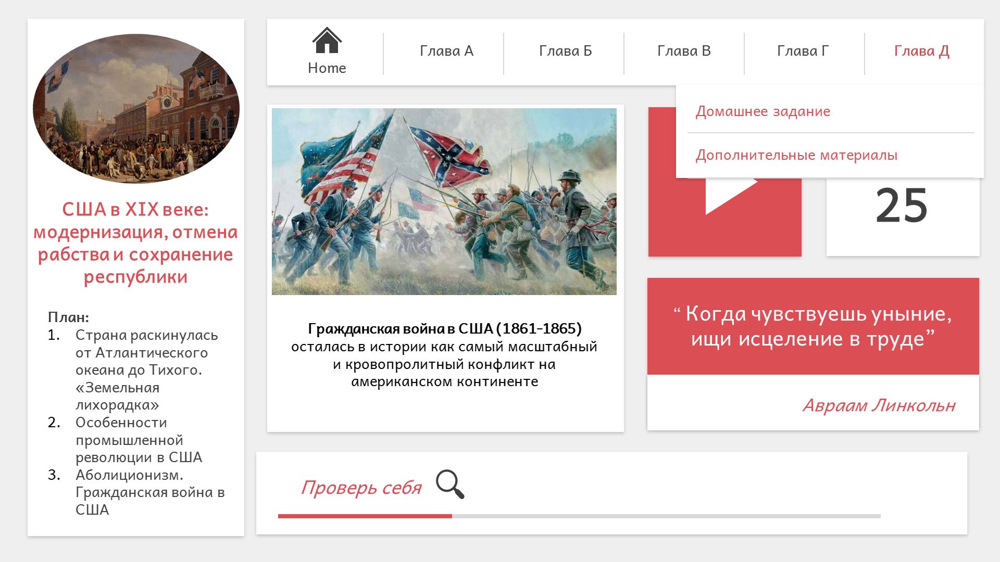 Home
Глава А
Глава Б
Глава В
Глава Г
Глава Д
Домашнее задание
Дополнительные материалы
США в XIX веке:
модернизация, отмена
рабства и сохранение
республики
План:
1. Страна раскинулась
от Атлантического
океана до Тихого.
«Земельная
лихорадка»
2. Особенности
промышленной
революции в США
3. Аболиционизм.
Гражданская война в
США
Гражданская война в США (1861–1865)
осталась в истории как самый масштабный
и кровопролитный конфликт на
американском континенте
25
“ Когда чувствуешь уныние,
ищи исцеление в труде”
Авраам Линкольн
Проверь себя